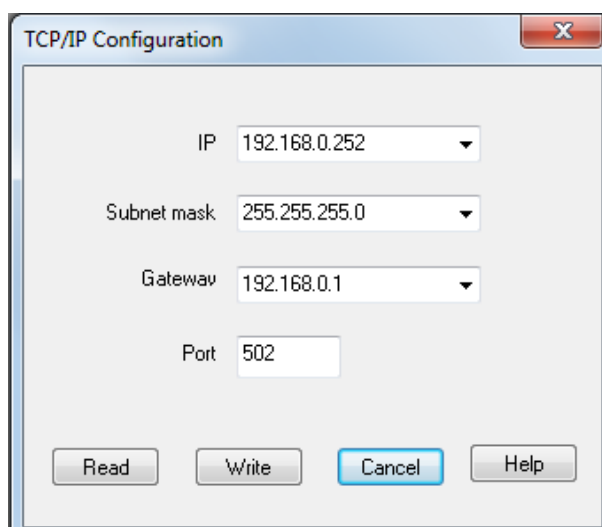 TCP/IP Configuration
X
IP 192.168.0.252
Subnet mask 255.255.255.0
Gateway 192.168.0.1
Port 502
Read Write Cancel Help